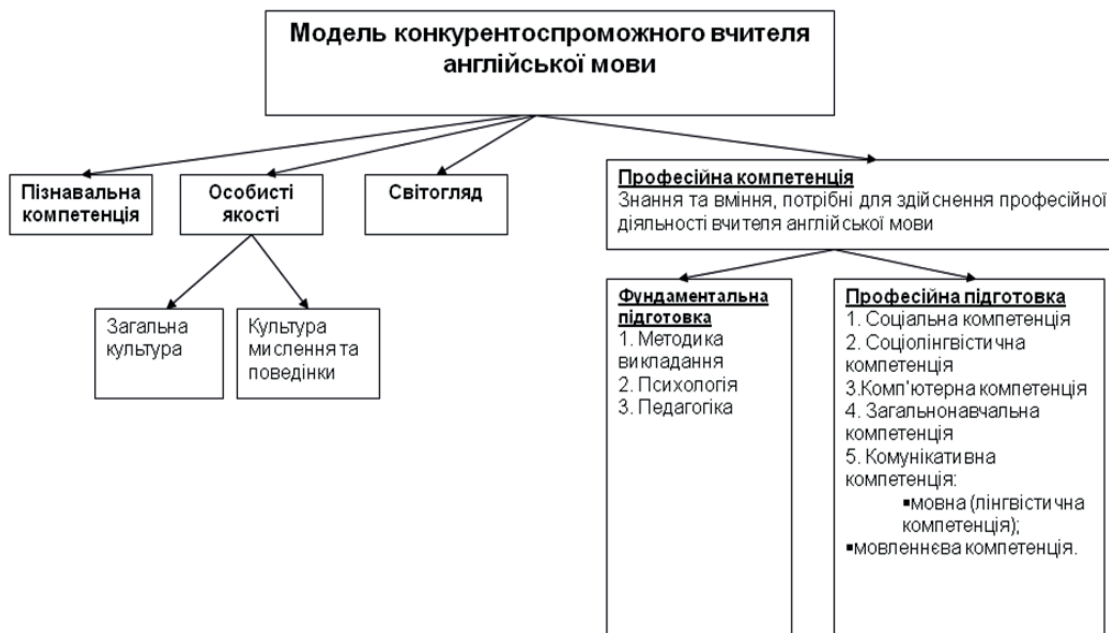 Модель конкурентоспроможного вчителя
англійської мови
Пізнавальна
компетенція
Особисті
якості
Світогляд
Професійна компетенція
Знання та вміння, потрібні для здійснення професійної
діяльності вчителя англійської мови
Загальна
культура
Культура
мислення та
поведінки
Фундаментальна
підготовка
1. Методика
викладання
2. Психологія
3. Педагогіка
Професійна підготовка
1. Соціальна компетенція
2. Соціолінгвістична
компетенція
3.Комп'ютерна компетенція
4. Загальнонавчальна
компетенція
5. Комунікативна
компетенція:
▪мовна (лінгвістична
компетенція);
▪мовленнєва компетенція.